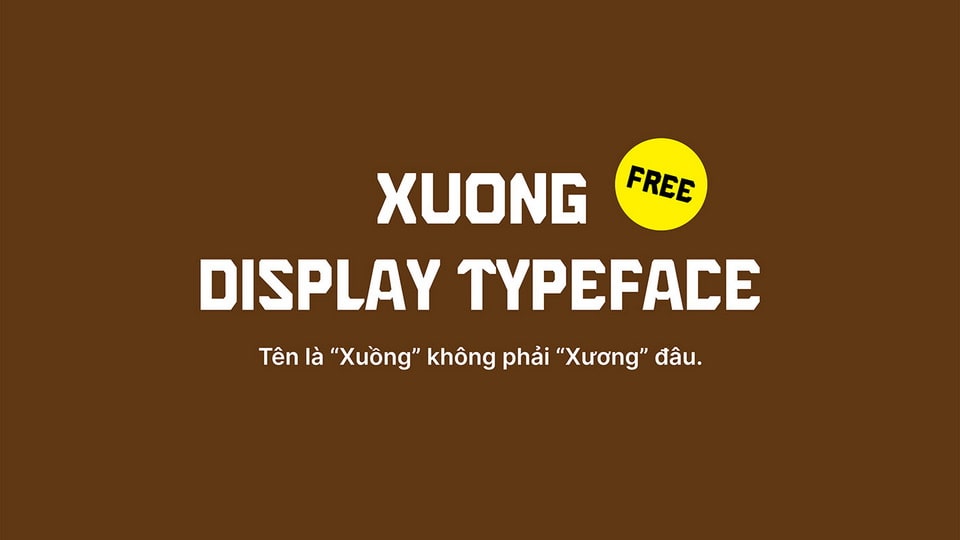 XUONG
FREE
DISPLAY TYPEFACE
Tên là “Xuồng” không phải “Xương” đâu.